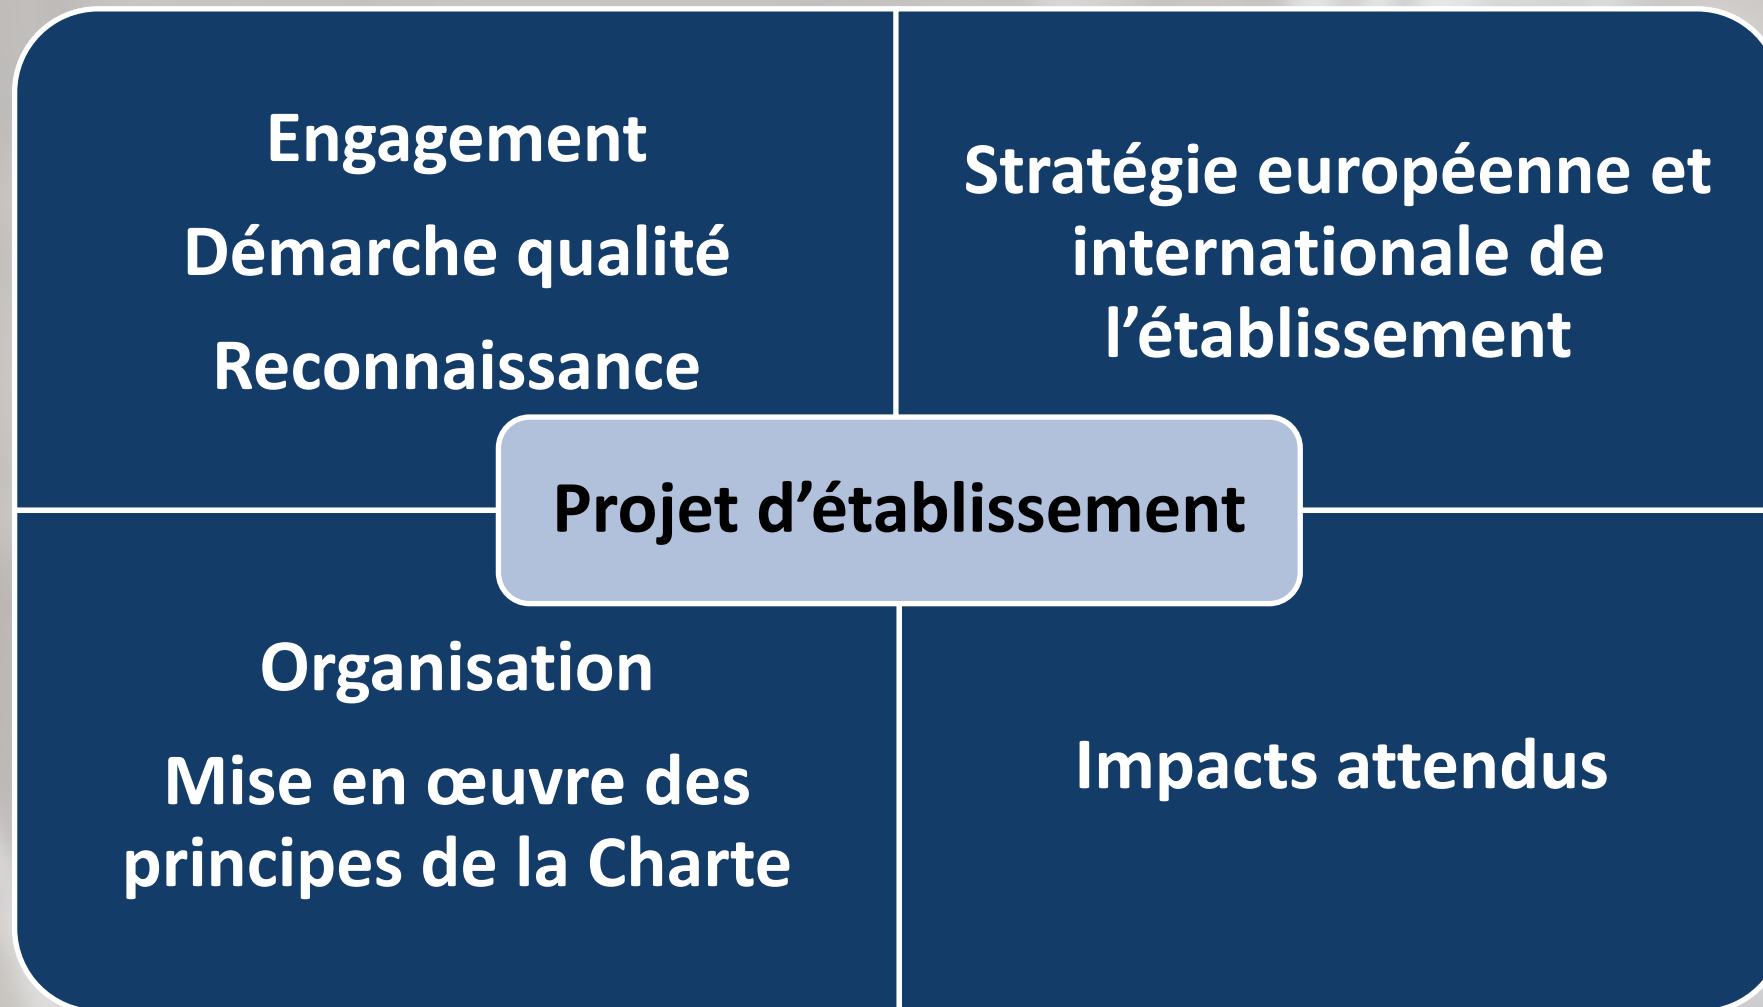 Engagement
Démarche qualité
Reconnaissance
Stratégie européenne et
internationale de
l’établissement
Projet d’établissement
Organisation
Mise en œuvre des
principes de la Charte
Impacts attendus